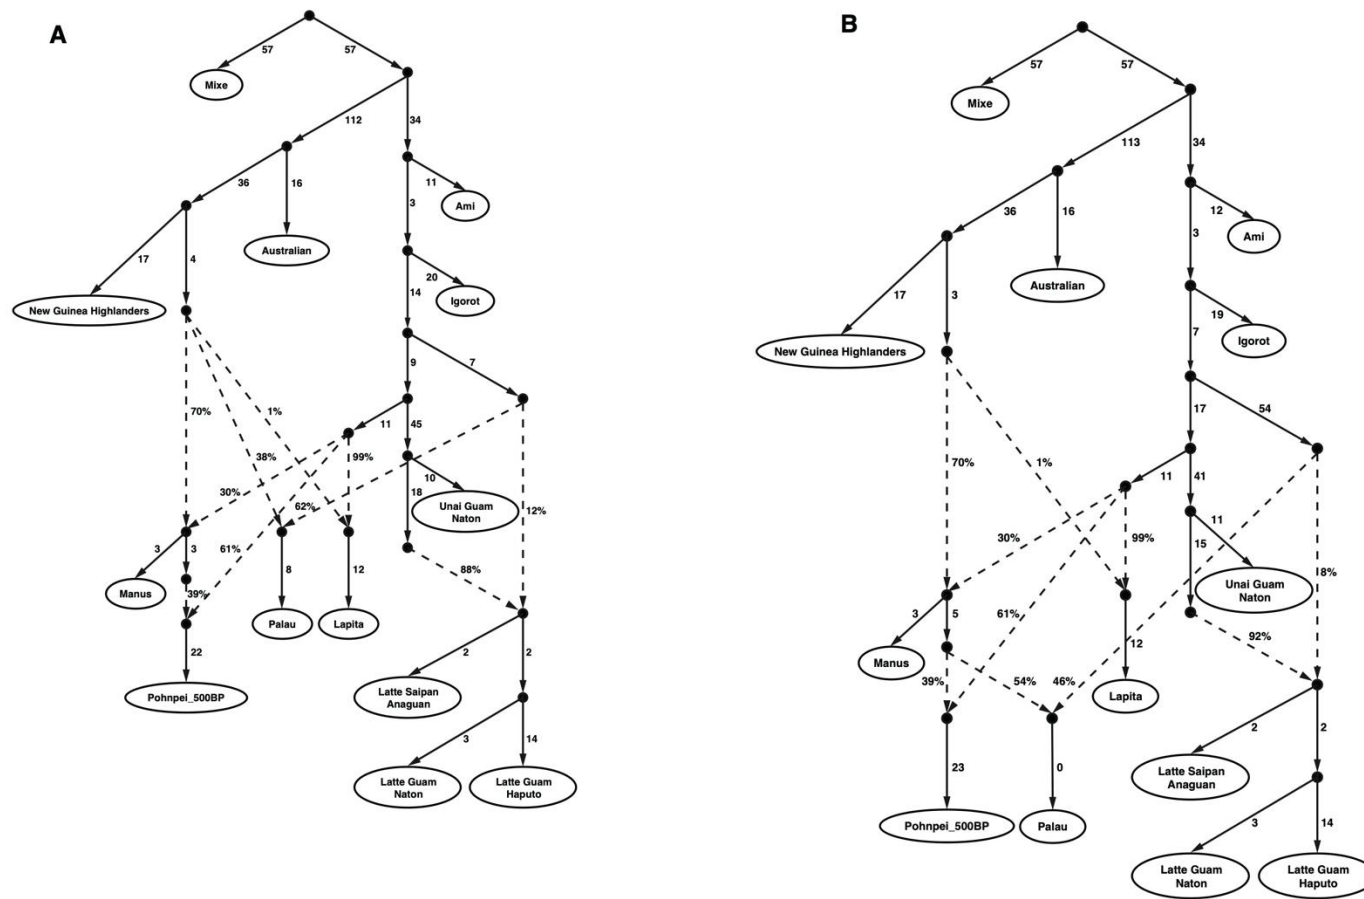 A
57
57
Mixe
112
34
36
16
11
Ami
3
17
4
Australian
20
Igorot
14
New Guinea Highlanders
9
7
70%
1%
11
45
38%
99%
10
30%
62%
18
Unai Guam
Naton
12%
3
3
61%
8
12
88%
Manus
39%
Palau
Lapita
22
2
2
Pohnpei_500BP
Latte Saipan
Anaguan
3
14
Latte Guam
Naton
Latte Guam
Haputo
B
57
57
Mixe
113
34
36
16
12
Ami
3
17
3
Australian
19
Igorot
7
New Guinea Highlanders
17
54
70%
1%
11
41
30%
99%
11
15
Unai Guam
Naton
8%
3
5
61%
12
92%
Manus
39%
54%
46%
Lapita
2
2
23
0
Latte Saipan
Anaguan
Pohnpei_500BP
Palau
3
14
Latte Guam
Naton
Latte Guam
Haputo